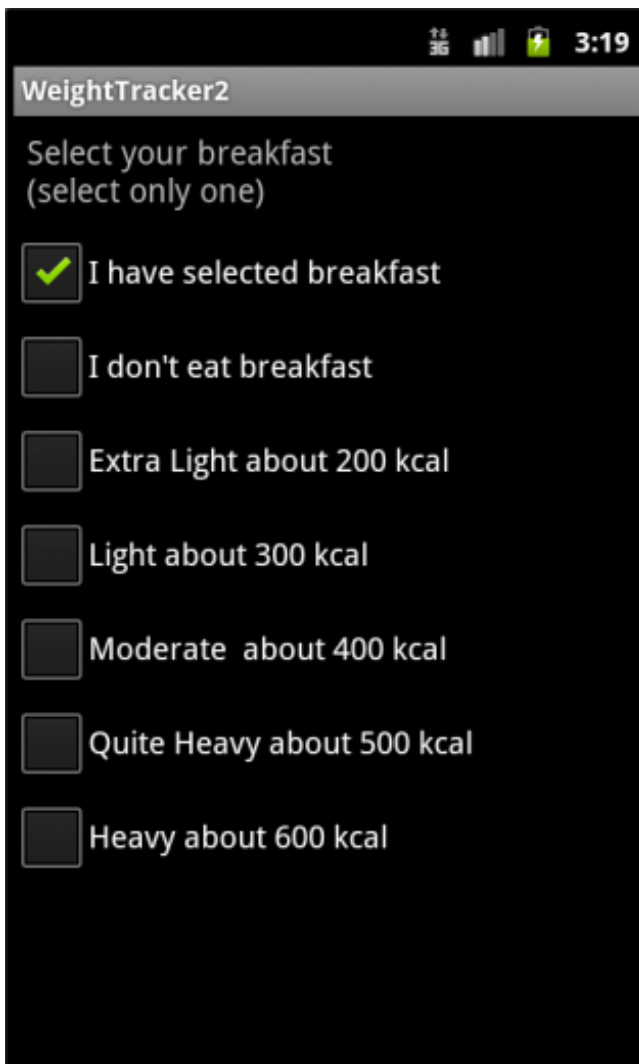 3G 3:19
WeightTracker2
Select your breakfast
(select only one)
I have selected breakfast
I don't eat breakfast
Extra Light about 200 kcal
Light about 300 kcal
Moderate  about 400 kcal
Quite Heavy about 500 kcal
Heavy about 600 kcal